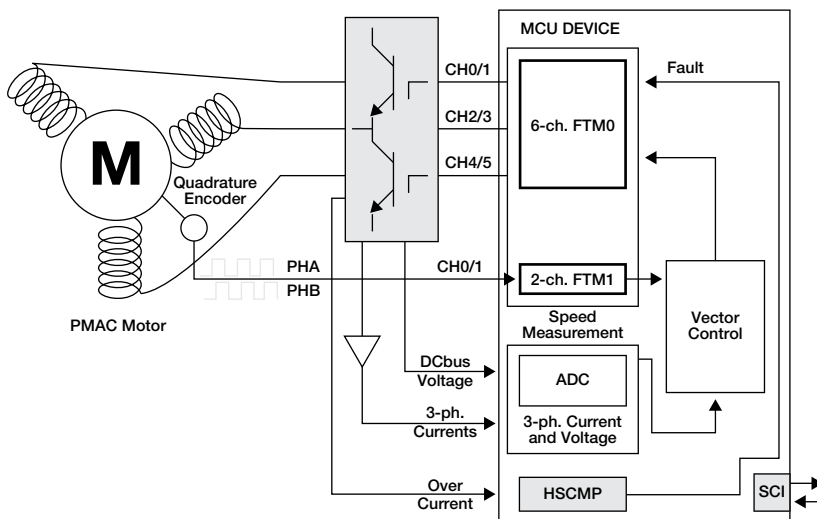 MCU DEVICE
CH0/1
CH2/3
CH4/5
6-ch. FTM0
Fault
M
Quadrature
Encoder
PHA
PHB
CH0/1
2-ch. FTM1
Speed
Measurement
Vector
Control
PMAC Motor
DCbus
Voltage
ADC
3-ph.
Currents
3-ph. Current
and Voltage
Over
Current
HSCMP
SCI